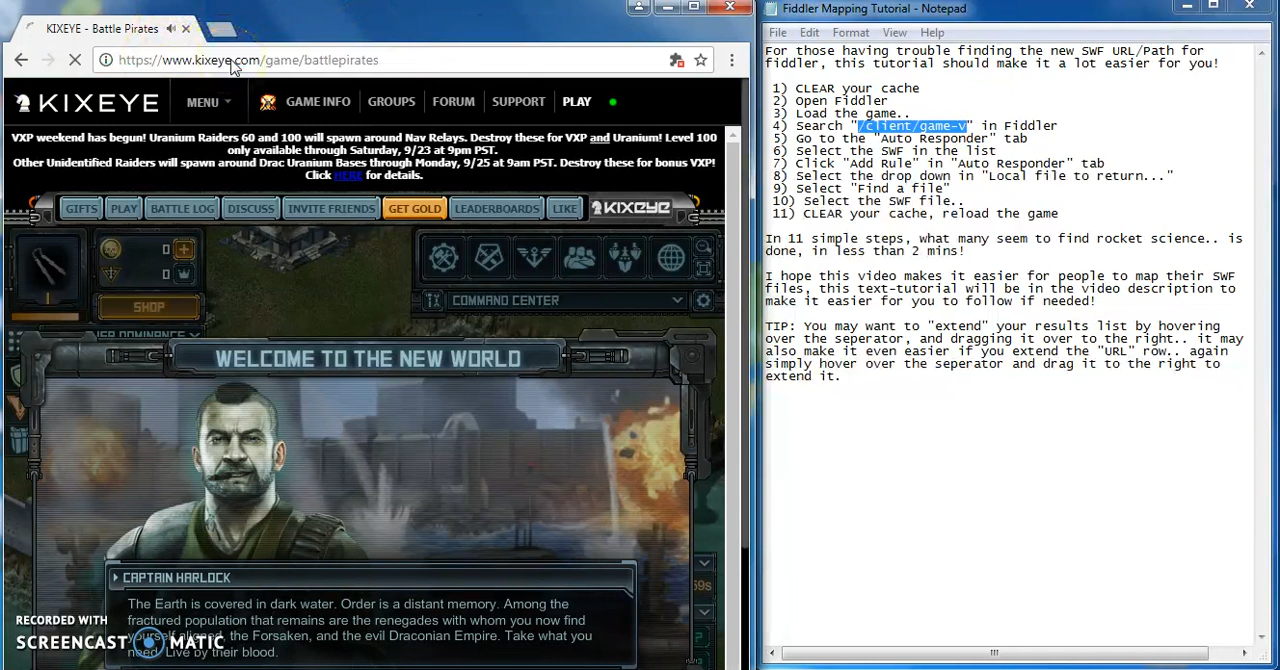 KIXEYE - Battle Pirates
https://www.kixeye.com/game/battlepirates
KIXEYE MENU GAME INFO GROUPS FORUM SUPPORT PLAY
VXP weekend has begun! Uranium Raiders 60 and 100 will spawn around Nav Relays. Destroy these for VXP and Uranium! Level 100
only available through Saturday, 9/23 at 9pm PST.
Other Unidentified Raiders will spawn around Drac Uranium Bases through Monday, 9/25 at 9am PST. Destroy these for bonus VXP!
Click HERE for details.
GIFTS PLAY BATTLE LOG DISCUSS INVITE FRIENDS GET GOLD LEADERBOARDS LIKE KIXEYE
0
0
SHOP
COMMAND CENTER
WELCOME TO THE NEW WORLD
CAPTAIN HARLOCK
The Earth is covered in dark water. Order is a distant memory. Among the
fractured population that remains are the renegades with whom you now find
yourself aligned, the Forsaken, and the evil Draconian Empire. Take what you
need. Live by their blood.
RECORDED WITH
SCREENCAST MATIC
Fiddler Mapping Tutorial - Notepad
File Edit Format View Help
For those having trouble finding the new SWF URL/Path for
fiddler, this tutorial should make it a lot easier for you!
1) CLEAR your cache
2) Open Fiddler
3) Load the game..
4) Search "/client/game-v" in Fiddler
5) Go to the "Auto Responder" tab
6) Select the SWF in the list
7) Click "Add Rule" in "Auto Responder" tab
8) Select the drop down in "Local file to return..."
9) Select "Find a file"
10) Select the SWF file..
11) CLEAR your cache, reload the game
In 11 simple steps, what many seem to find rocket science.. is
done, in less than 2 mins!
I hope this video makes it easier for people to map their SWF
files, this text-tutorial will be in the video description to
make it easier for you to follow if needed!
TIP: You may want to "extend" your results list by hovering
over the seperator, and dragging it over to the right.. it may
also make it even easier if you extend the "URL" row.. again
simply hover over the seperator and drag it to the right to
extend it.